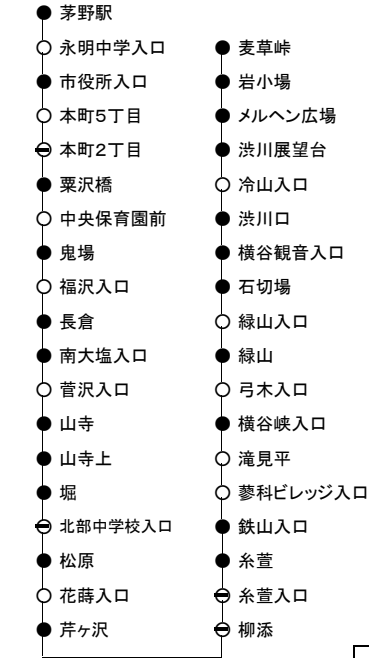 茅野駅
永明中学入口
市役所入口
本町5丁目
本町2丁目
粟沢橋
中央保育園前
鬼場
福沢入口
長倉
南大塩入口
菅沢入口
山寺
山寺上
堀
北部中学校入口
松原
花蒔入口
芹ヶ沢
麦草峠
岩小場
メルヘン広場
渋川展望台
冷山入口
渋川口
横谷観音入口
石切場
緑山入口
緑山
弓木入口
横谷峡入口
滝見平
蓼科ビレッジ入口
鉄山入口
糸萱
糸萱入口
柳添